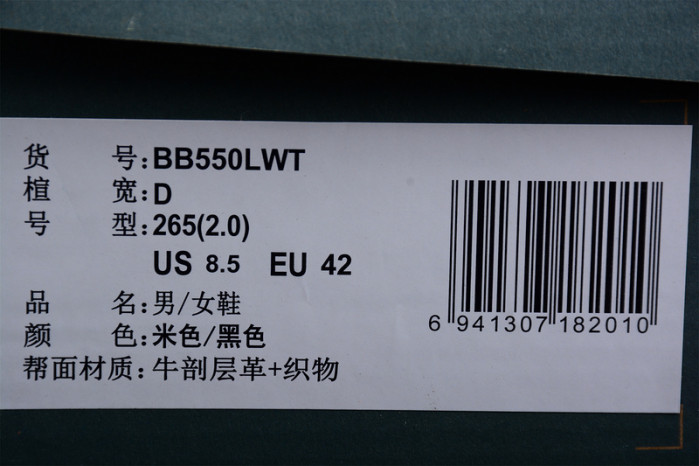 货 号:BB550LWT
楦 宽:D
号 型:265(2.0)
US 8.5 EU 42
品 名:男/女鞋
颜 色:米色/黑色
帮面材质:牛剖层革+织物
6 941307 182010